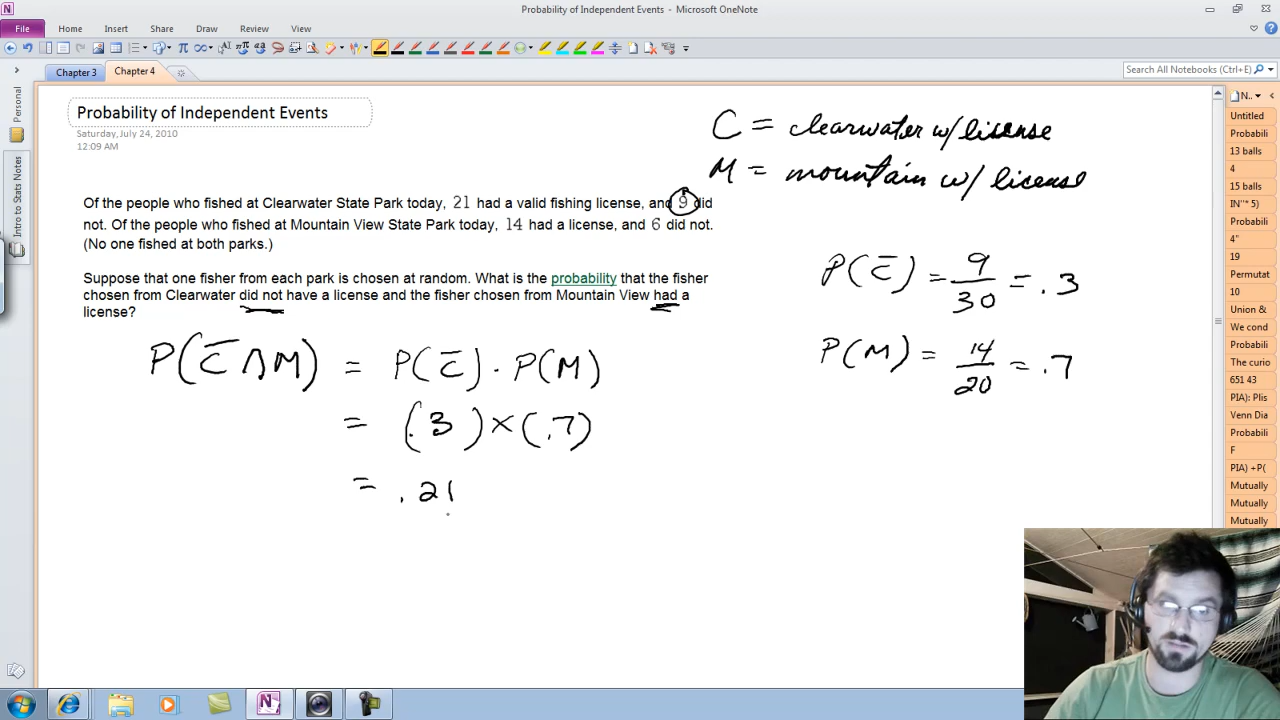 Probability of Independent Events - Microsoft OneNote
File Home Insert Share Draw Review View
Search All Notebooks (Ctrl+E)
Chapter 3 Chapter 4
Personal
Intro to Stats Notes
Probability of Independent Events
Saturday, July 24, 2010
12:09 AM
C = clearwater w/license
M = mountain w/ license
Of the people who fished at Clearwater State Park today, 21 had a valid fishing license, and 9 did
not. Of the people who fished at Mountain View State Park today, 14 had a license, and 6 did not.
(No one fished at both parks.)
Suppose that one fisher from each park is chosen at random. What is the probability that the fisher
chosen from Clearwater did not have a license and the fisher chosen from Mountain View had a
license?
P(C̅) = 9/30 = .3
P(M) = 14/20 = .7
P(C̅ ∩ M) = P(C̅) · P(M)
= (.3) × (.7)
= .21
N..
Untitled
Probabili
13 balls
4
15 balls
IN"* 5)
Probabili
4"
19
Permutat
10
Union &
We cond
Probabili
The curio
651 43
PIA): Plis
Venn Dia
Probabili
F
PIA) +P(
Mutually
Mutually
Mutually